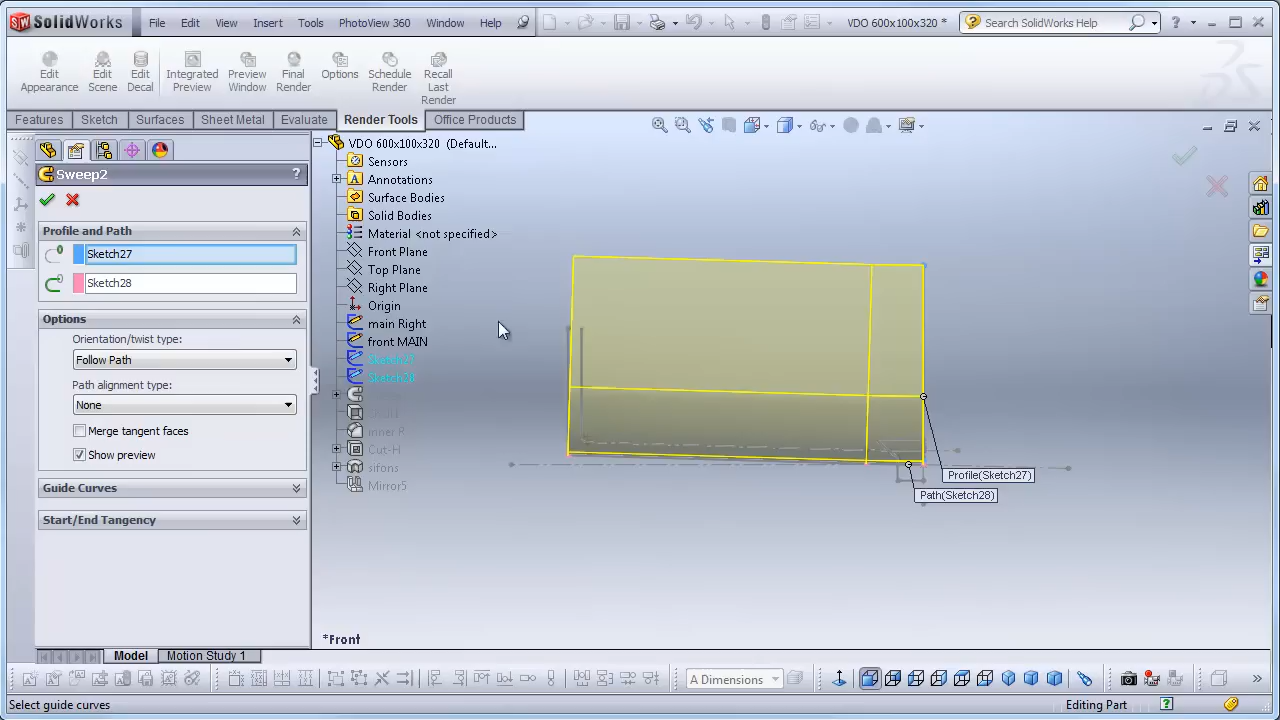 SolidWorks
File Edit View Insert Tools PhotoView 360 Window Help
VDO 600x100x320 *
Search SolidWorks Help
Edit Appearance
Edit Scene
Edit Decal
Integrated Preview
Preview Window
Final Render
Options
Schedule Render
Recall Last Render
Features Sketch Surfaces Sheet Metal Evaluate Render Tools Office Products
VDO 600x100x320 (Default...
Sensors
Annotations
Surface Bodies
Solid Bodies
Material <not specified>
Front Plane
Top Plane
Right Plane
Origin
main Right
front MAIN
Sketch27
Sketch28
inner R
Cut-H
sifons
Mirror5
Sweep2
?
Profile and Path
Sketch27
Sketch28
Options
Orientation/twist type:
Follow Path
Path alignment type:
None
Merge tangent faces
Show preview
Guide Curves
Start/End Tangency
Profile(Sketch27)
Path(Sketch28)
*Front
Model Motion Study 1
A Dimensions
Select guide curves
Editing Part
?